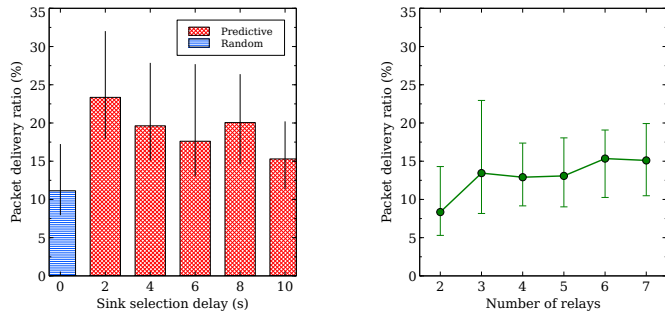 35
30
25
20
15
10
5
0
Packet delivery ratio (%)
Predictive
Random
0 2 4 6 8 10
Sink selection delay (s)
35
30
25
20
15
10
5
0
Packet delivery ratio (%)
2 3 4 5 6 7
Number of relays